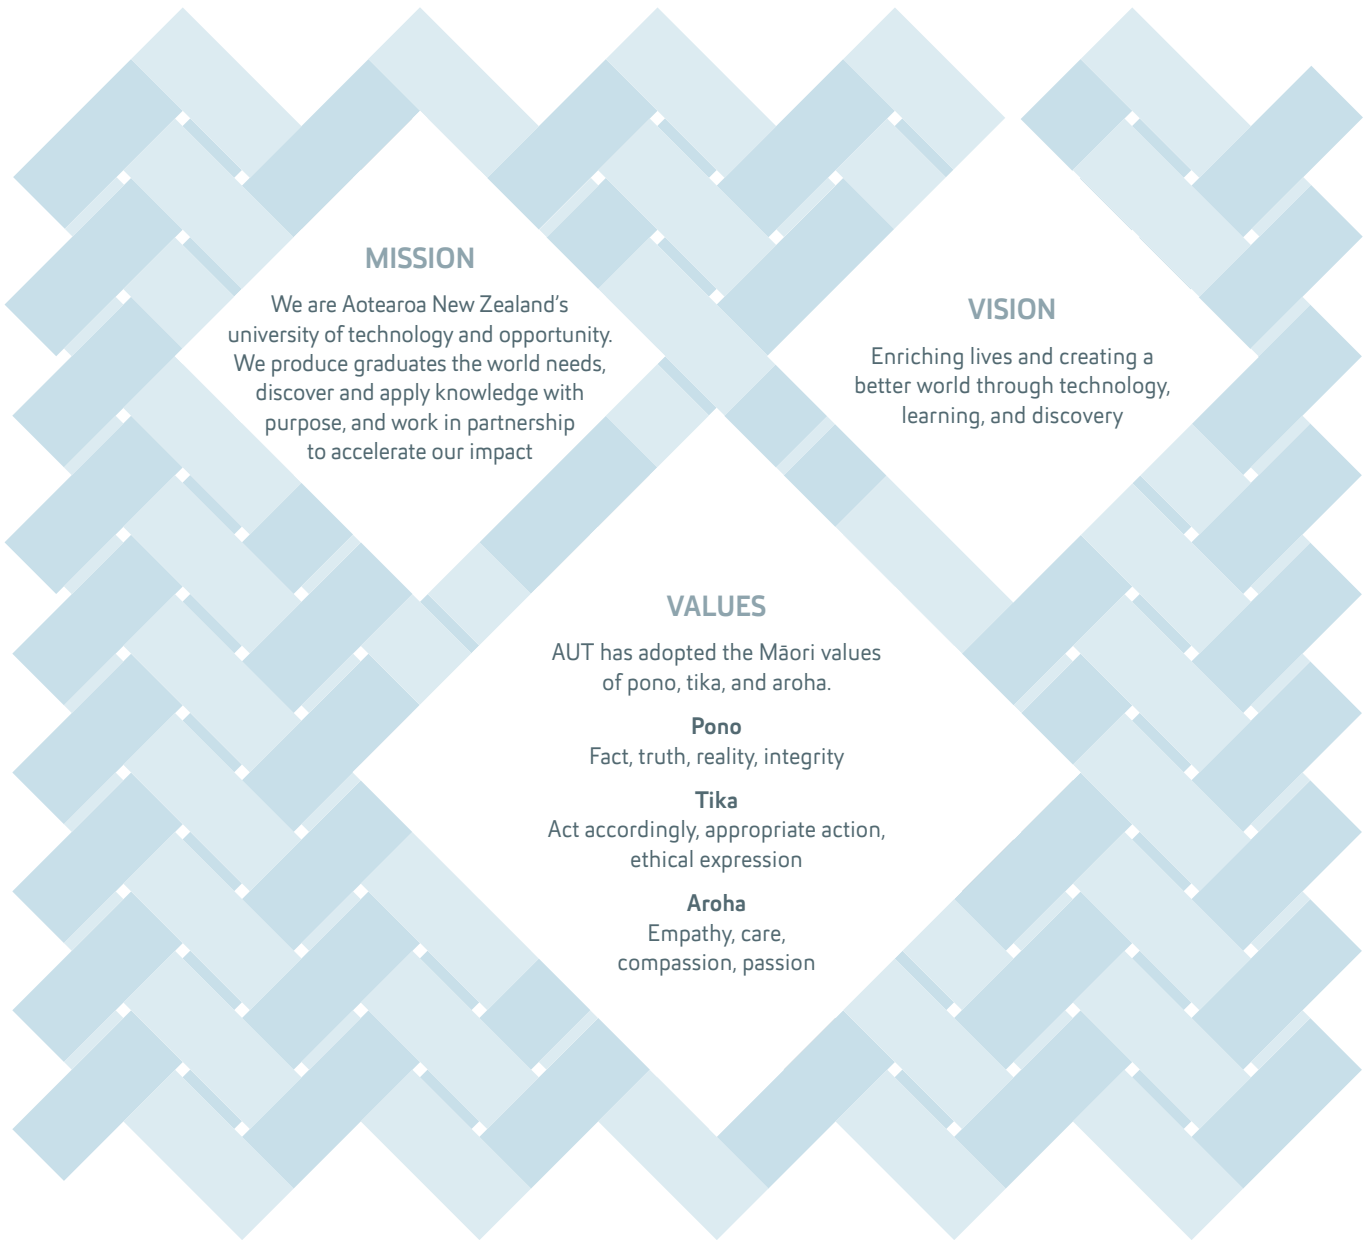 MISSION
We are Aotearoa New Zealand’s
university of technology and opportunity.
We produce graduates the world needs,
discover and apply knowledge with
purpose, and work in partnership
to accelerate our impact
VISION
Enriching lives and creating a
better world through technology,
learning, and discovery
VALUES
AUT has adopted the Māori values
of pono, tika, and aroha.
Pono
Fact, truth, reality, integrity
Tika
Act accordingly, appropriate action,
ethical expression
Aroha
Empathy, care,
compassion, passion